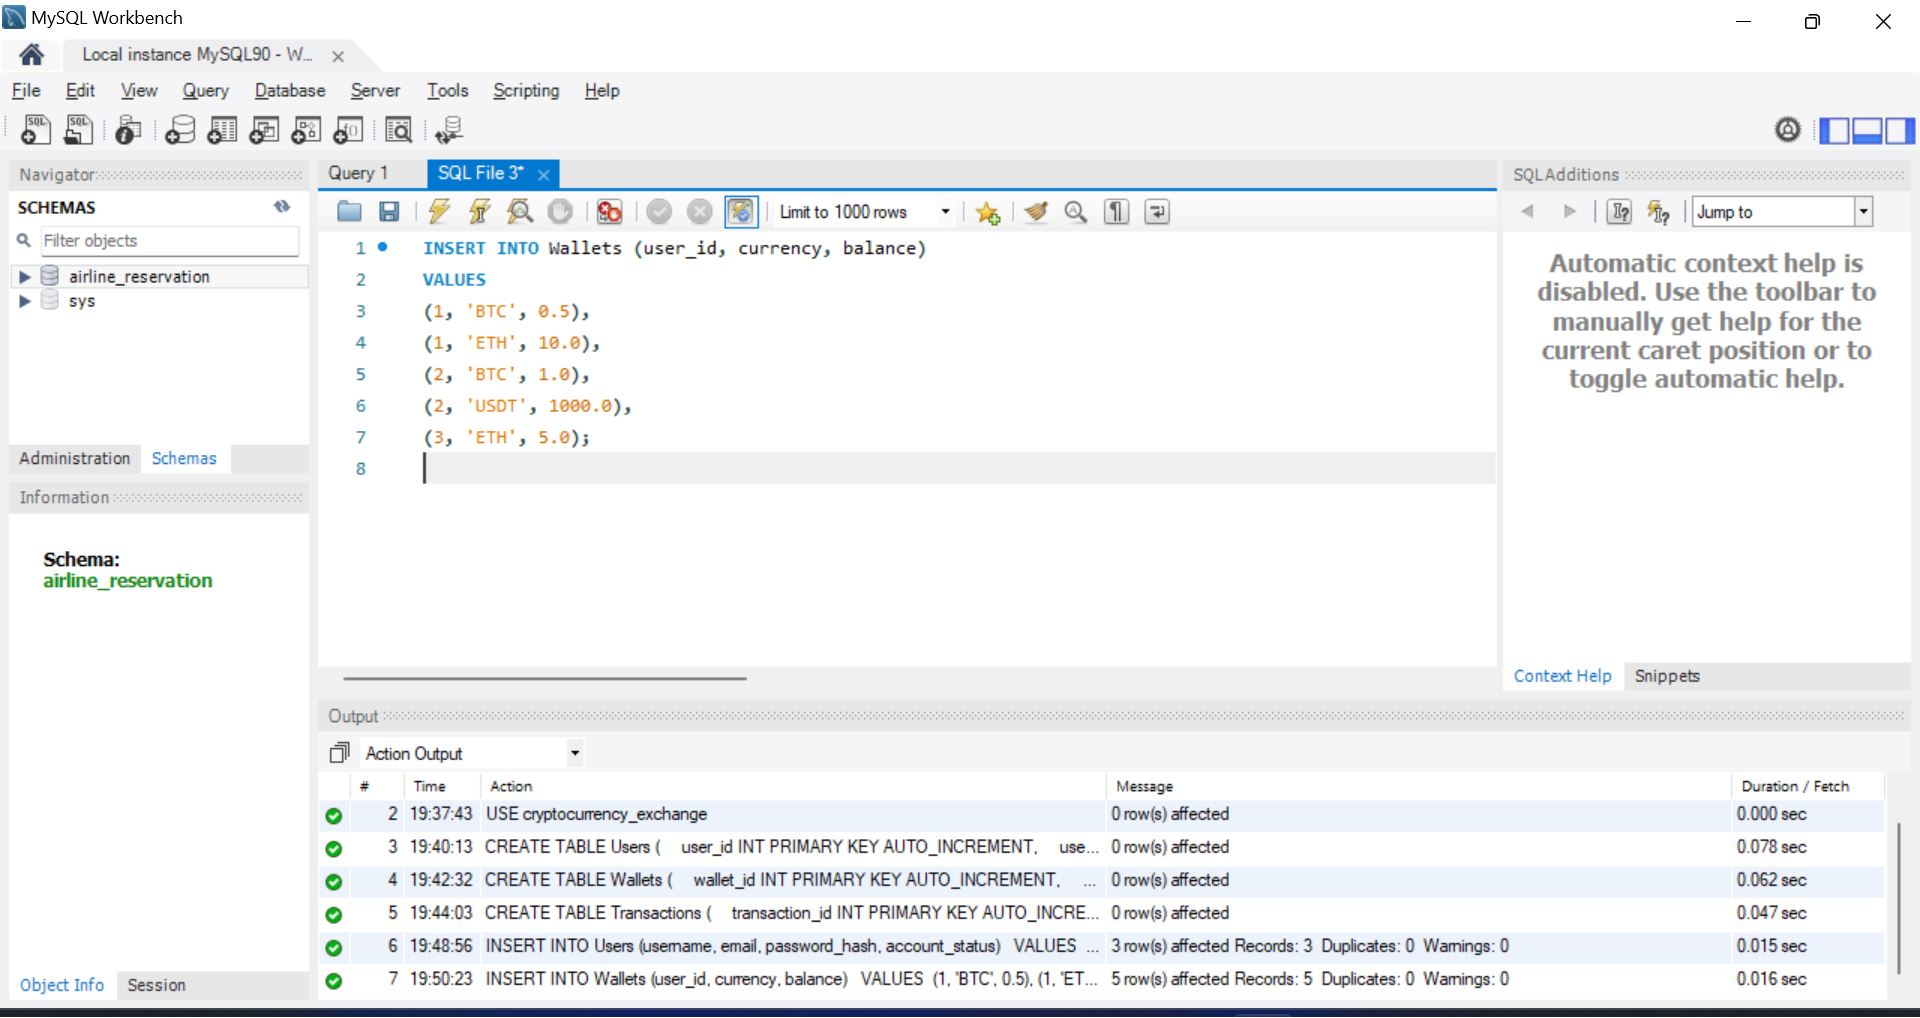 MySQL Workbench
Local instance MySQL90 - W...
File Edit View Query Database Server Tools Scripting Help
Navigator
SCHEMAS
Filter objects
airline_reservation
sys
Administration Schemas
Information
Schema:
airline_reservation
Object Info Session
Query 1 SQL File 3*
Limit to 1000 rows
1 INSERT INTO Wallets (user_id, currency, balance)
2 VALUES
3 (1, 'BTC', 0.5),
4 (1, 'ETH', 10.0),
5 (2, 'BTC', 1.0),
6 (2, 'USDT', 1000.0),
7 (3, 'ETH', 5.0);
8
SQLAdditions
Jump to
Automatic context help is
disabled. Use the toolbar to
manually get help for the
current caret position or to
toggle automatic help.
Context Help Snippets
Output
Action Output
# Time Action Message Duration / Fetch
2 19:37:43 USE cryptocurrency_exchange 0 row(s) affected 0.000 sec
3 19:40:13 CREATE TABLE Users ( user_id INT PRIMARY KEY AUTO_INCREMENT, use... 0 row(s) affected 0.078 sec
4 19:42:32 CREATE TABLE Wallets ( wallet_id INT PRIMARY KEY AUTO_INCREMENT, ... 0 row(s) affected 0.062 sec
5 19:44:03 CREATE TABLE Transactions ( transaction_id INT PRIMARY KEY AUTO_INCRE... 0 row(s) affected 0.047 sec
6 19:48:56 INSERT INTO Users (username, email, password_hash, account_status) VALUES ... 3 row(s) affected Records: 3 Duplicates: 0 Warnings: 0 0.015 sec
7 19:50:23 INSERT INTO Wallets (user_id, currency, balance) VALUES (1, 'BTC', 0.5), (1, 'ET... 5 row(s) affected Records: 5 Duplicates: 0 Warnings: 0 0.016 sec